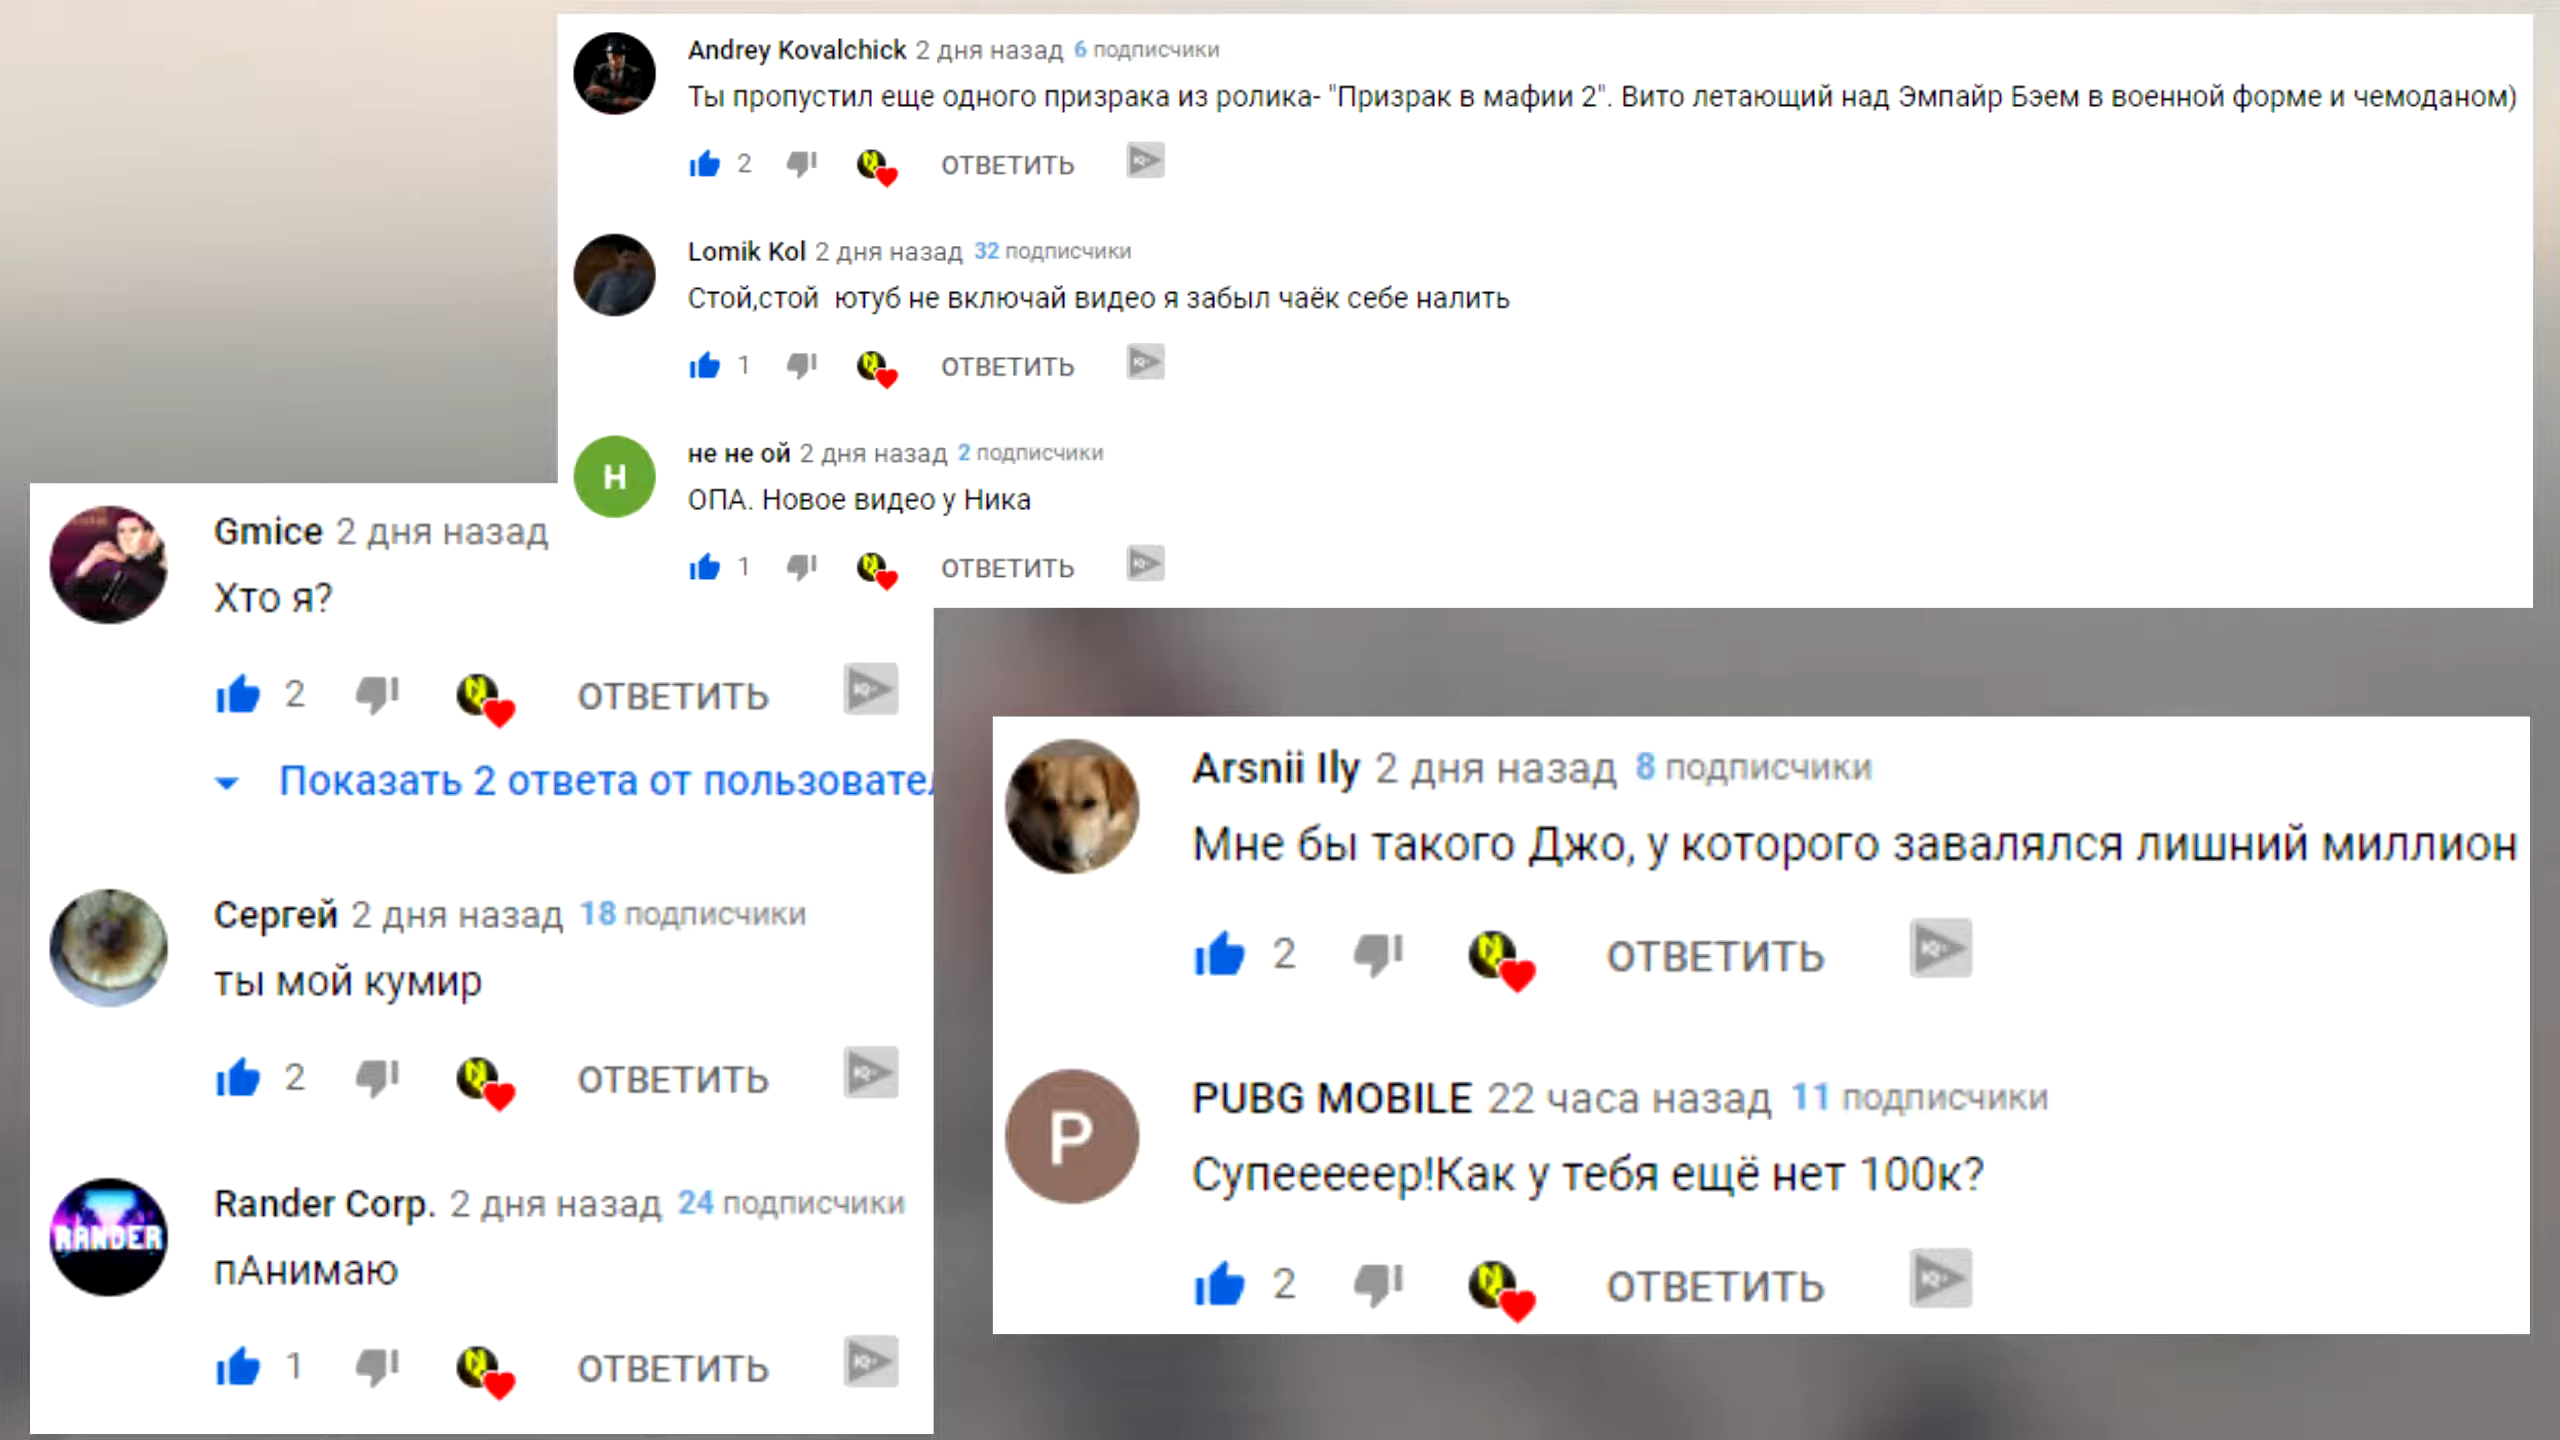 Andrey Kovalchick 2 дня назад 6 подписчики
Ты пропустил еще одного призрака из ролика- "Призрак в мафии 2". Вито летающий над Эмпайр Бэем в военной форме и чемоданом)
2 ОТВЕТИТЬ
Lomik Kol 2 дня назад 32 подписчики
Стой,стой ютуб не включай видео я забыл чаёк себе налить
1 ОТВЕТИТЬ
Н
не не ой 2 дня назад 2 подписчики
ОПА. Новое видео у Ника
1 ОТВЕТИТЬ
Gmice 2 дня назад
Хто я?
2 ОТВЕТИТЬ
Показать 2 ответа от пользовател
Сергей 2 дня назад 18 подписчики
ты мой кумир
2 ОТВЕТИТЬ
RANDER
Rander Corp. 2 дня назад 24 подписчики
пАнимаю
1 ОТВЕТИТЬ
Arsnii Ily 2 дня назад 8 подписчики
Мне бы такого Джо, у которого завалялся лишний миллион
2 ОТВЕТИТЬ
P
PUBG MOBILE 22 часа назад 11 подписчики
Супееееер!Как у тебя ещё нет 100к?
2 ОТВЕТИТЬ